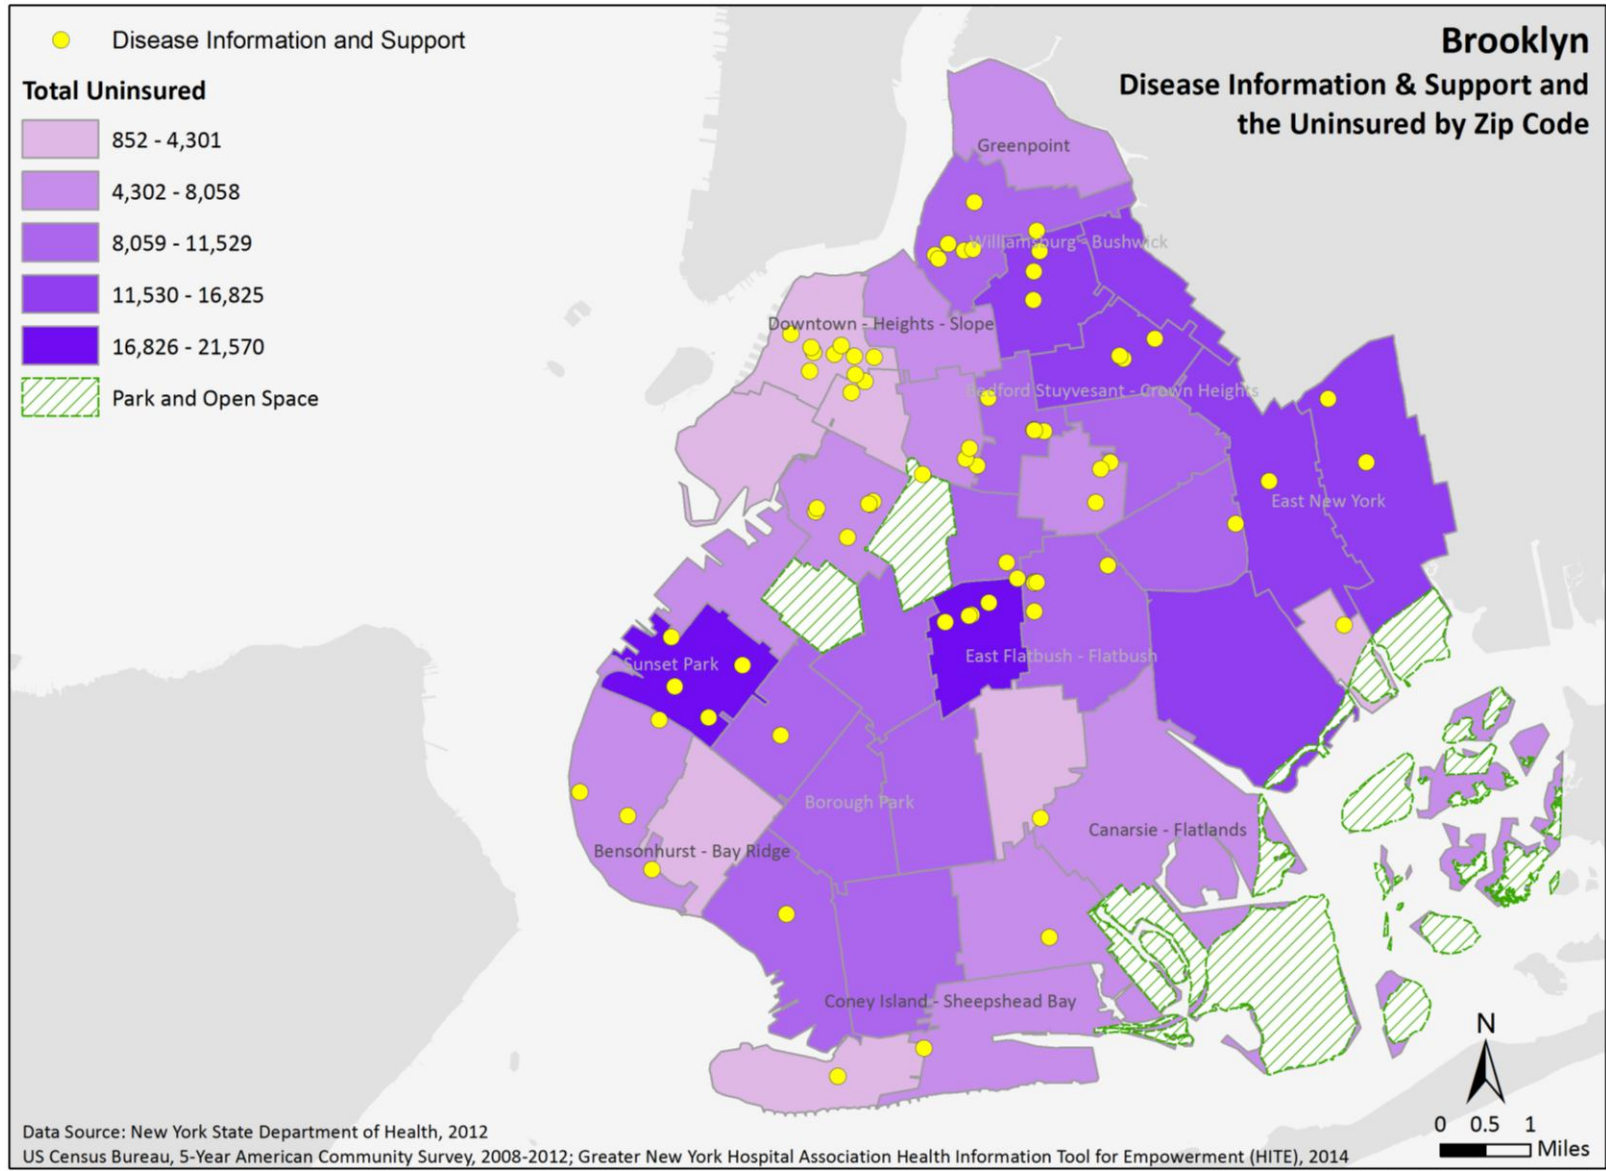 Disease Information and Support
Total Uninsured
852 - 4,301
4,302 - 8,058
8,059 - 11,529
11,530 - 16,825
16,826 - 21,570
Park and Open Space
Brooklyn
Disease Information & Support and
the Uninsured by Zip Code
Greenpoint
Williamsburg - Bushwick
Downtown - Heights - Slope
Bedford Stuyvesant - Crown Heights
East New York
Sunset Park
East Flatbush - Flatbush
Borough Park
Canarsie - Flatlands
Bensonhurst - Bay Ridge
Coney Island - Sheepshead Bay
N
0 0.5 1
Miles
Data Source: New York State Department of Health, 2012
US Census Bureau, 5-Year American Community Survey, 2008-2012; Greater New York Hospital Association Health Information Tool for Empowerment (HITE), 2014